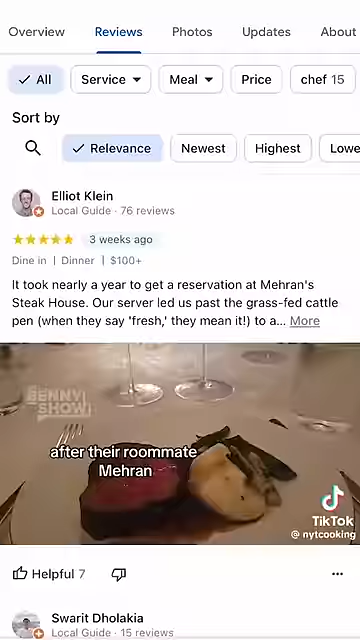 Overview Reviews Photos Updates About
All Service Meal Price chef 15
Sort by
Relevance Newest Highest Lowe
Elliot Klein
Local Guide · 76 reviews
3 weeks ago
Dine in | Dinner | $100+
It took nearly a year to get a reservation at Mehran's
Steak House. Our server led us past the grass-fed cattle
pen (when they say 'fresh,' they mean it!) to a... More
BENNY
SHOW!
after their roommate
Mehran
TikTok
@ nytcooking
Helpful 7
Swarit Dholakia
Local Guide · 15 reviews